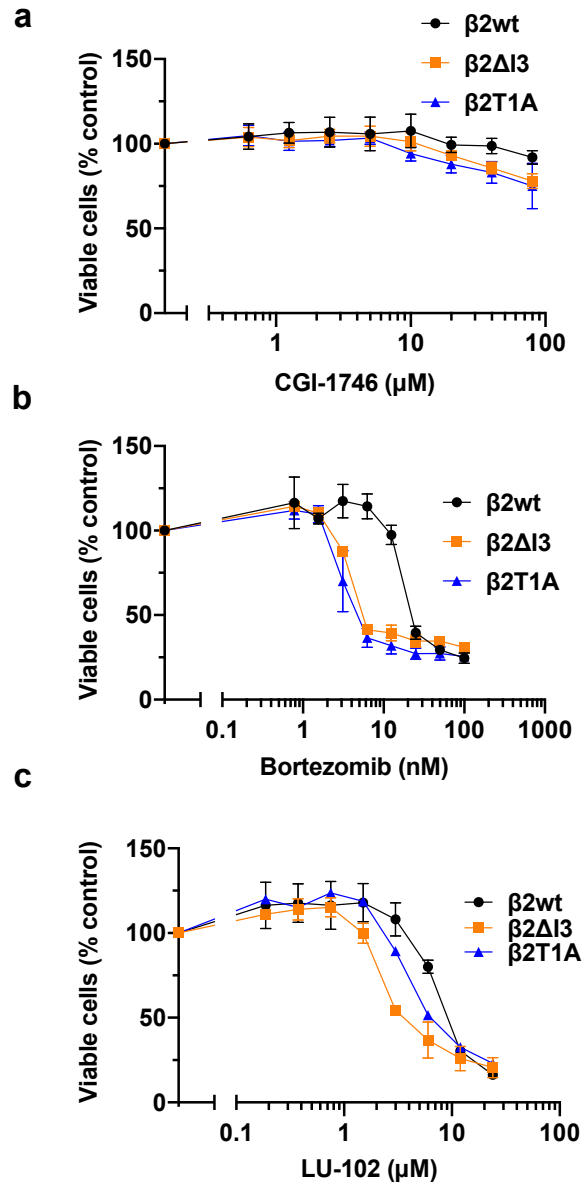 a
β2wt
β2ΔI3
β2T1A
Viable cells (% control)
150
100
50
0
1 10 100
CGI-1746 (µM)
b
β2wt
β2ΔI3
β2T1A
Viable cells (% control)
150
100
50
0
0.1 1 10 100 1000
Bortezomib (nM)
c
β2wt
β2ΔI3
β2T1A
Viable cells (% control)
150
100
50
0
0.1 1 10 100
LU-102 (µM)